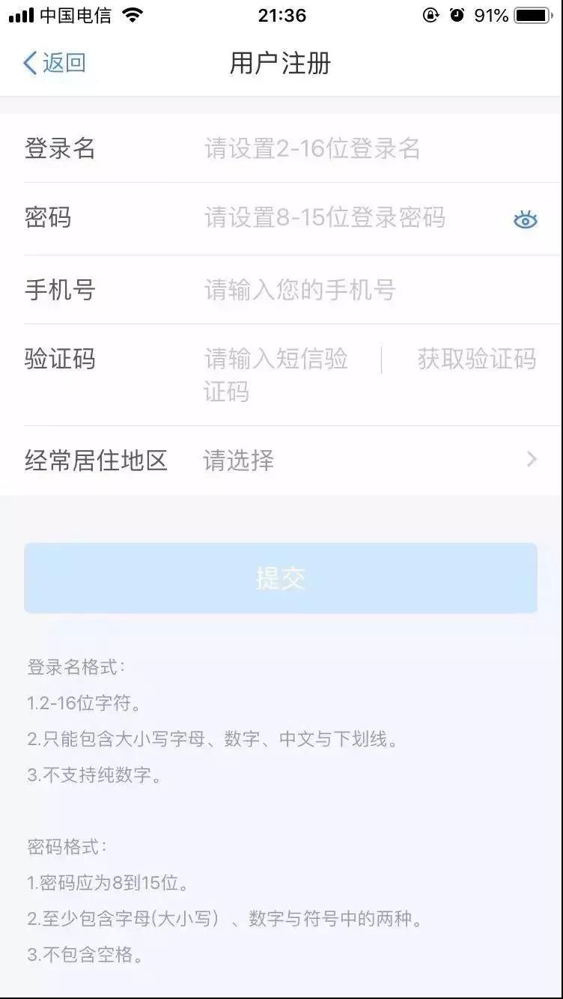 中国电信 21:36 91%
返回 用户注册
登录名 请设置2-16位登录名
密码 请设置8-15位登录密码
手机号 请输入您的手机号
验证码 请输入短信验 获取验证码
证码
经常居住地区 请选择
提交
登录名格式：
1.2-16位字符。
2.只能包含大小写字母、数字、中文与下划线。
3.不支持纯数字。
密码格式：
1.密码应为8到15位。
2.至少包含字母(大小写）、数字与符号中的两种。
3.不包含空格。